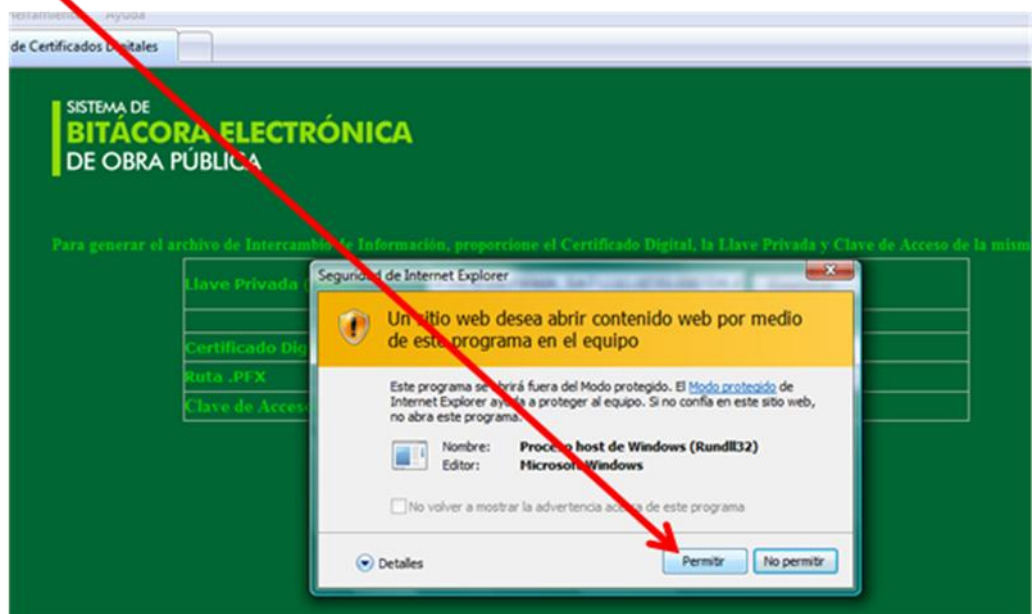 Herramientas Ayuda
de Certificados Digitales
SISTEMA DE
BITÁCORA ELECTRÓNICA
DE OBRA PÚBLICA
Para generar el archivo de Intercambio de Información, proporcione el Certificado Digital, la Llave Privada y Clave de Acceso de la mism
Llave Privada (
Seguridad de Internet Explorer
Un sitio web desea abrir contenido web por medio
de este programa en el equipo
Certificado Dig
Ruta .PFX
Clave de Acces
Este programa se abrirá fuera del Modo protegido. El Modo protegido de
Internet Explorer ayuda a proteger al equipo. Si no confía en este sitio web,
no abra este programa.
Nombre: Proceso host de Windows (Rundll32)
Editor: Microsoft Windows
No volver a mostrar la advertencia acerca de este programa
Detalles
Permitir
No permitir